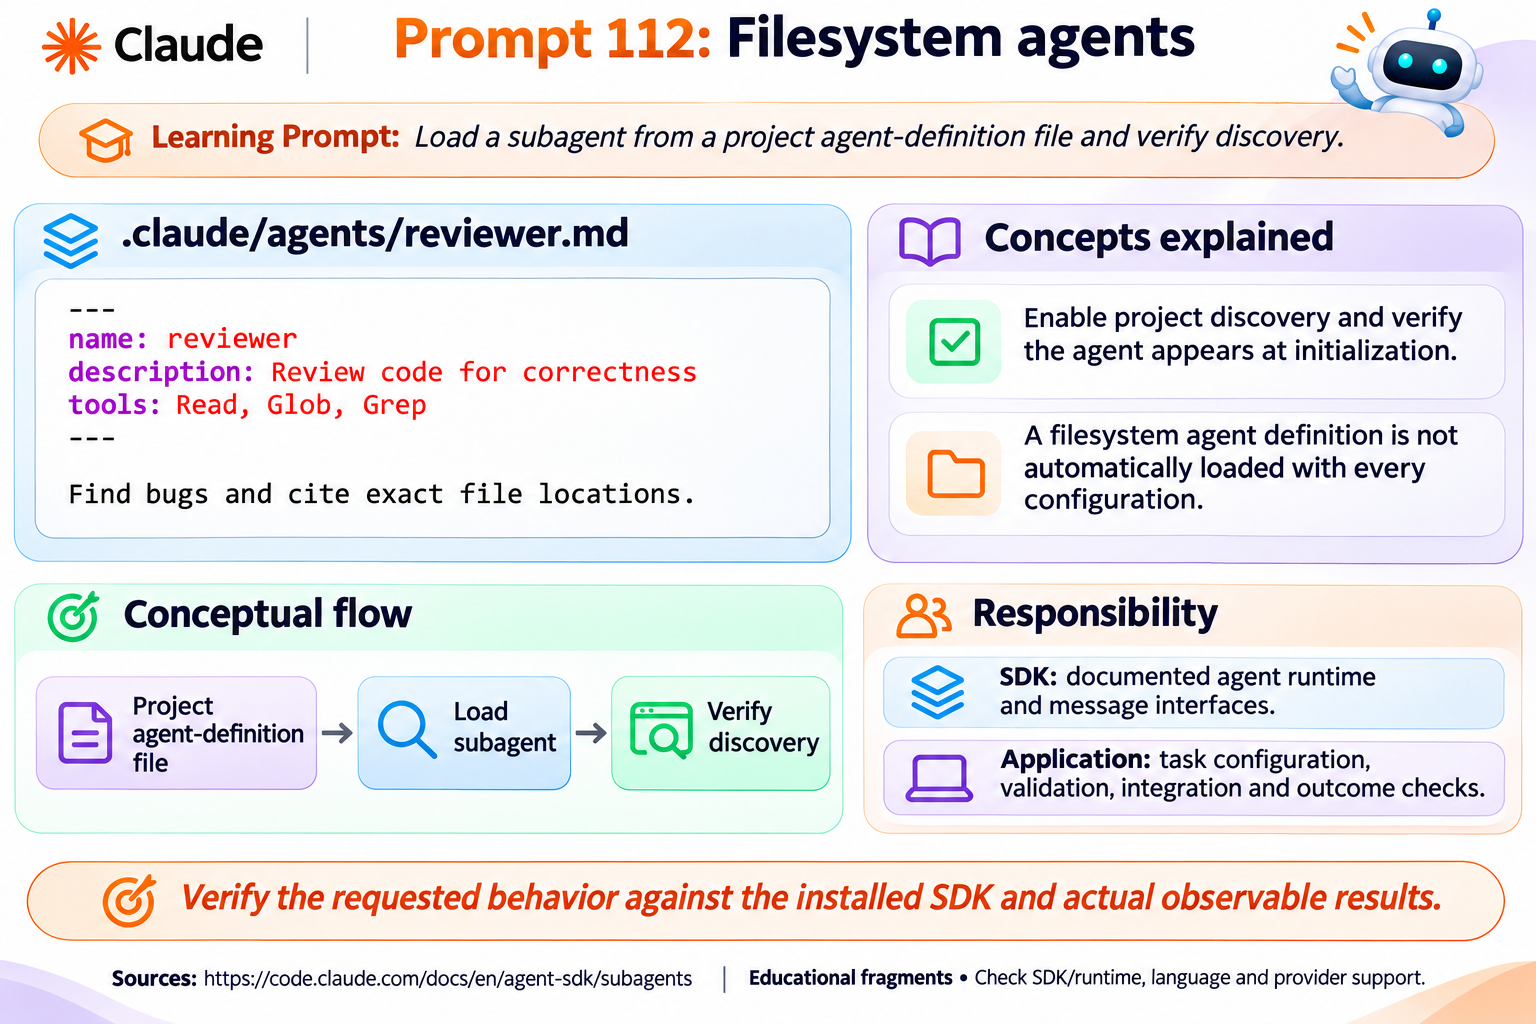 Claude
Prompt 112: Filesystem agents
Learning Prompt: Load a subagent from a project agent-definition file and verify discovery.
.claude/agents/reviewer.md
---
name: reviewer
description: Review code for correctness
tools: Read, Glob, Grep
---
Find bugs and cite exact file locations.
Concepts explained
Enable project discovery and verify
the agent appears at initialization.
A filesystem agent definition is not
automatically loaded with every
configuration.
Conceptual flow
Project
agent-definition
file
Load
subagent
Verify
discovery
Responsibility
SDK: documented agent runtime
and message interfaces.
Application: task configuration,
validation, integration and outcome checks.
Verify the requested behavior against the installed SDK and actual observable results.
Sources: https://code.claude.com/docs/en/agent-sdk/subagents
Educational fragments • Check SDK/runtime, language and provider support.